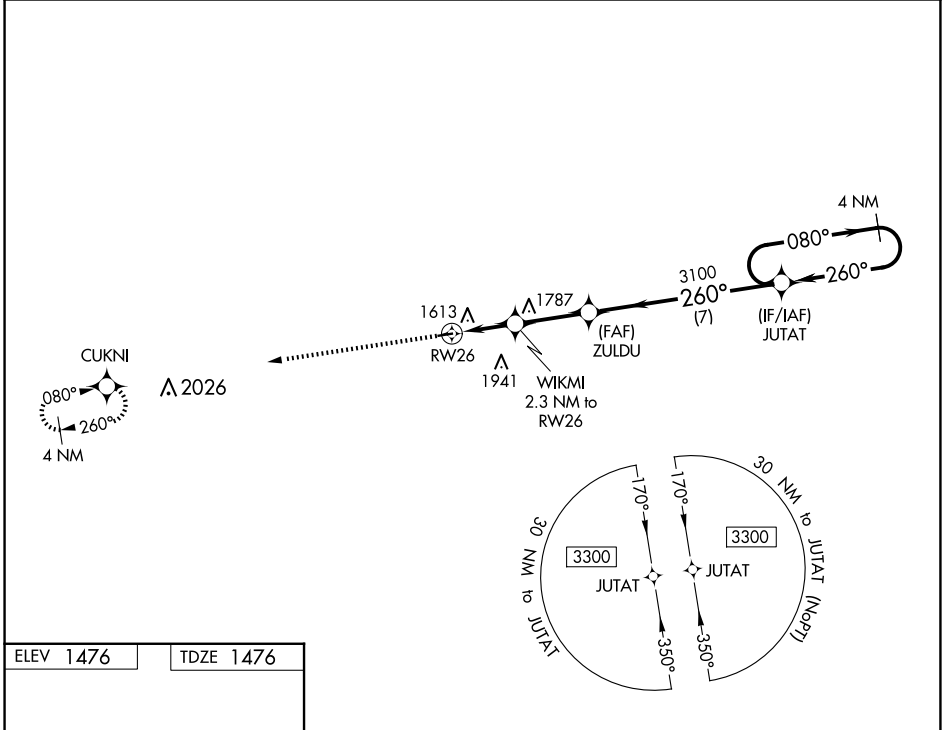 4 NM
080°
260°
3100
260°
(7)
(IF/IAF)
JUTAT
1613
1787
(FAF)
ZULDU
RW26
1941
WIKMI
2.3 NM to
RW26
CUKNI
2026
080°
260°
4 NM
170°
3300
JUTAT
350°
30 NM to JUTAT
170°
3300
JUTAT
350°
30 NM to JUTAT (NoPT)
ELEV 1476
TDZE 1476